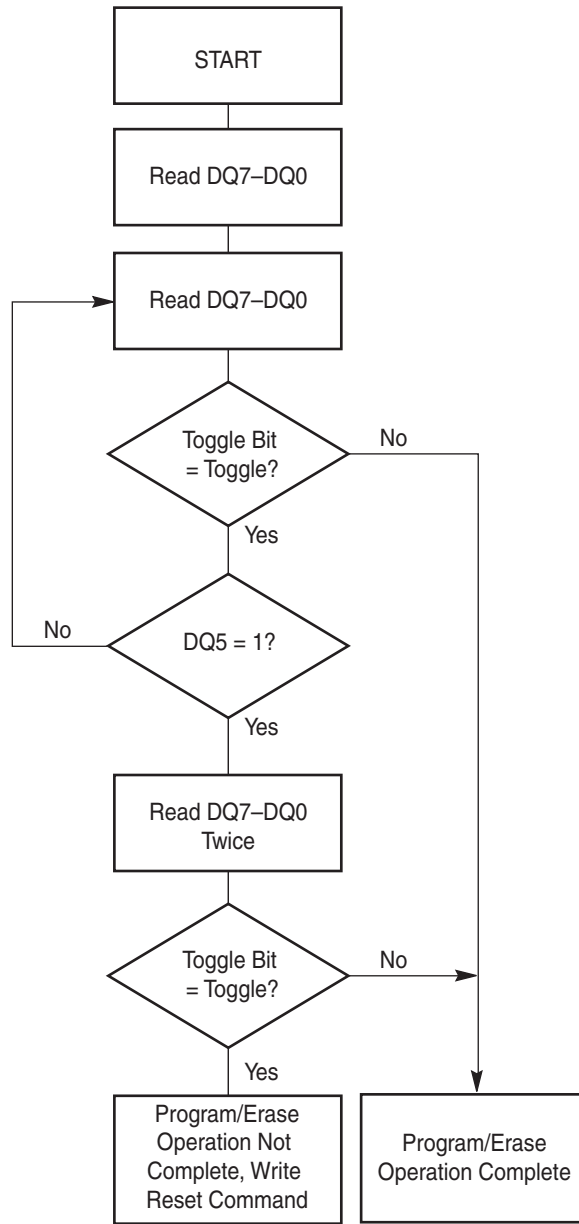 START
Read DQ7–DQ0
Read DQ7–DQ0
Toggle Bit
= Toggle?
No
Yes
No
DQ5 = 1?
Yes
Read DQ7–DQ0
Twice
Toggle Bit
= Toggle?
No
Yes
Program/Erase
Operation Not
Complete, Write
Reset Command
Program/Erase
Operation Complete